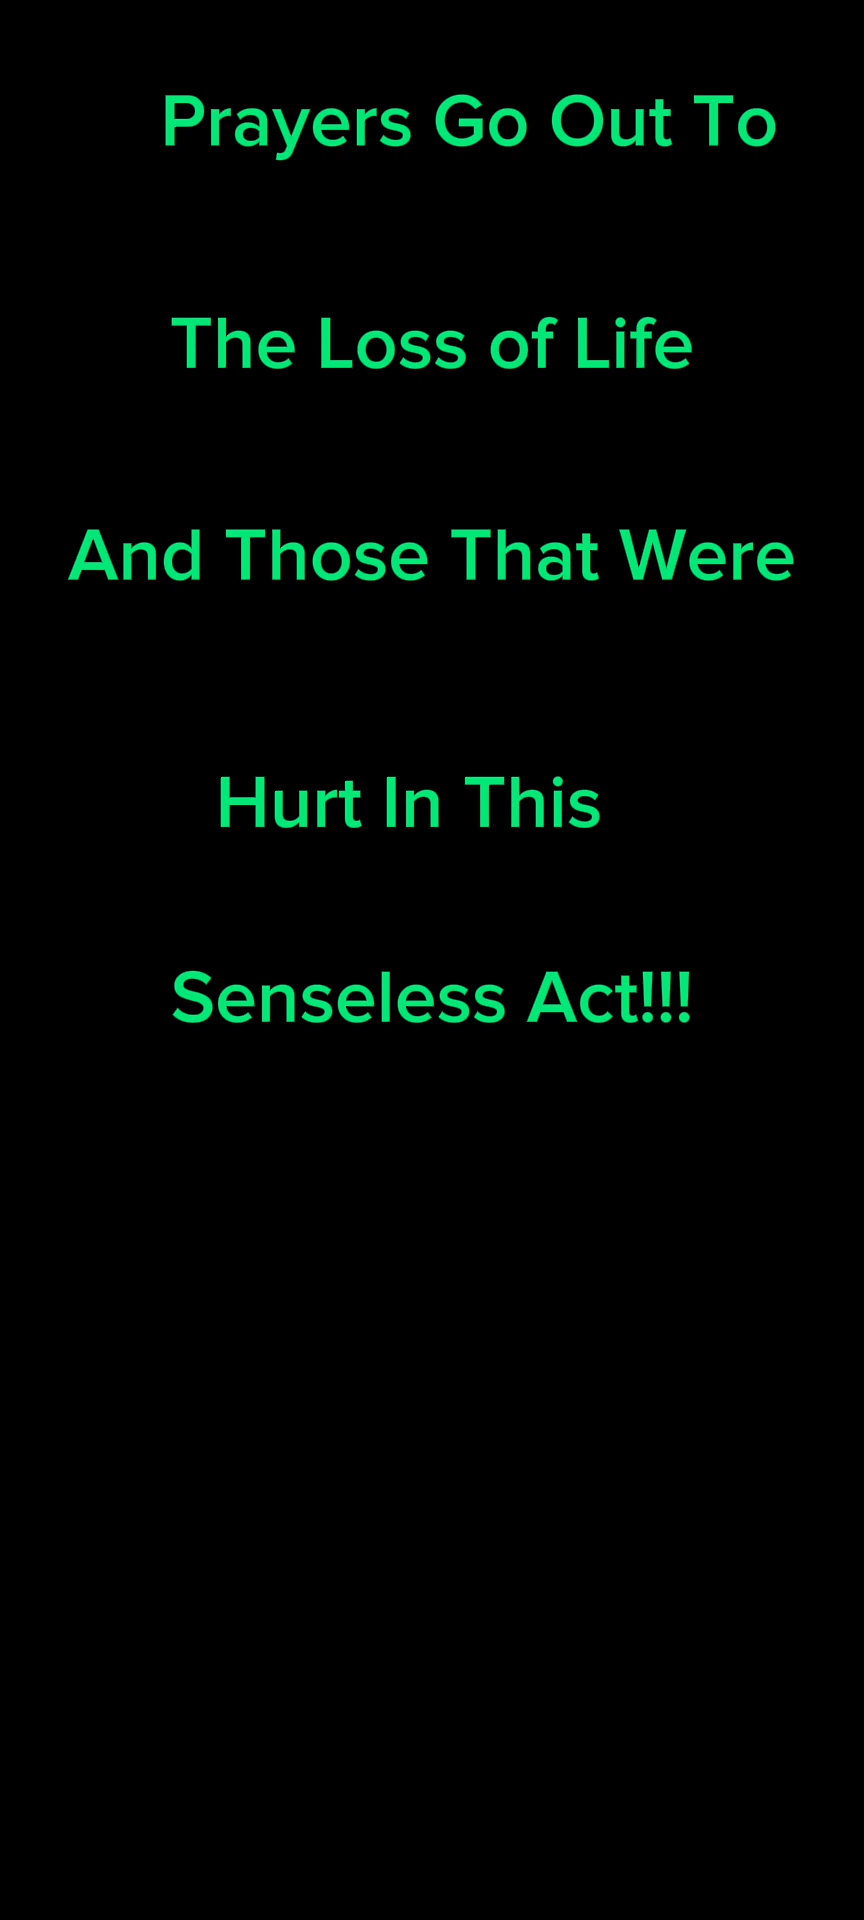 Prayers Go Out To
The Loss of Life
And Those That Were
Hurt In This
Senseless Act!!!